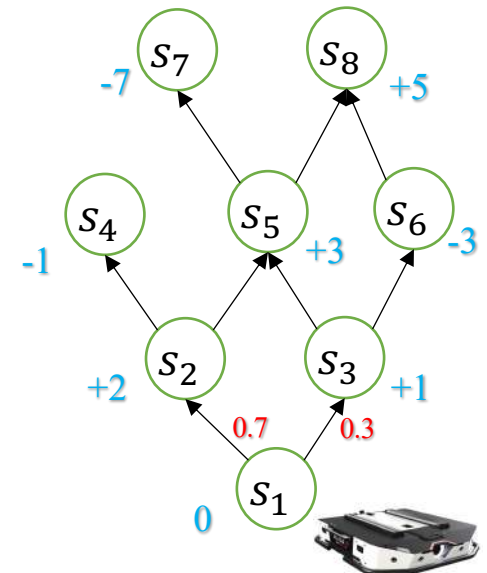 s₇ s₈
-7 +5
s₄ s₅ s₆
-1 +3 -3
s₂ s₃
+2 +1
0.7 0.3
s₁
0